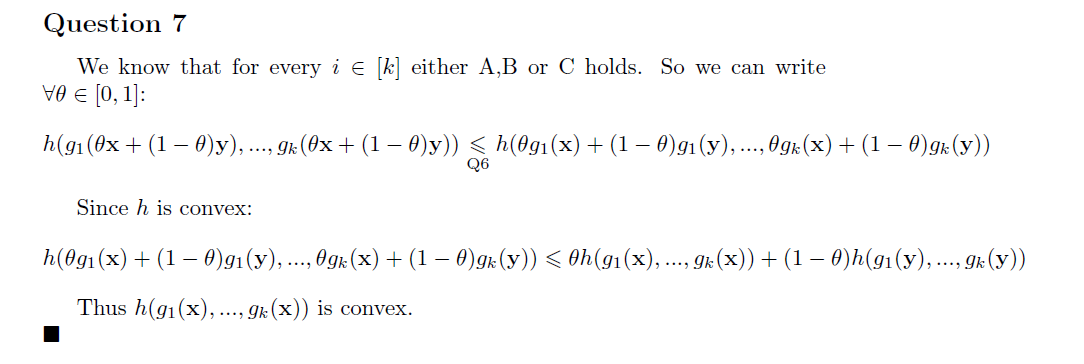 Question 7
We know that for every i ∈ [k] either A,B or C holds. So we can write
∀θ ∈ [0, 1]:
h(g₁(θx + (1 − θ)y), ..., gₖ(θx + (1 − θ)y)) ⩽ h(θg₁(x) + (1 − θ)g₁(y), ..., θgₖ(x) + (1 − θ)gₖ(y))
Q6
Since h is convex:
h(θg₁(x) + (1 − θ)g₁(y), ..., θgₖ(x) + (1 − θ)gₖ(y)) ⩽ θh(g₁(x), ..., gₖ(x)) + (1 − θ)h(g₁(y), ..., gₖ(y))
Thus h(g₁(x), ..., gₖ(x)) is convex.
■